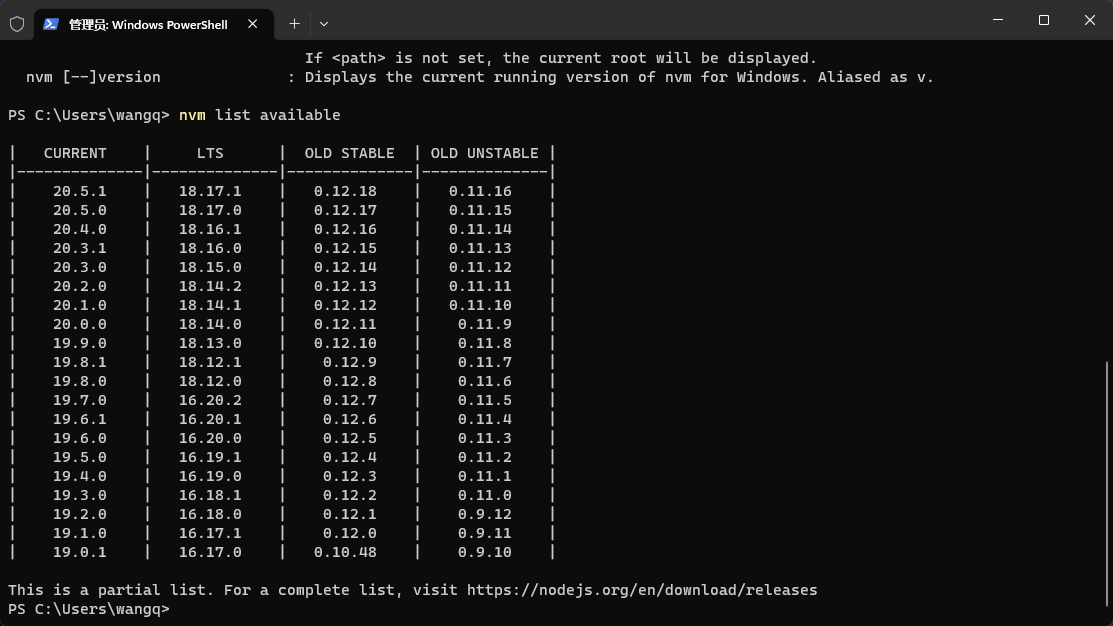 管理员: Windows PowerShell
If <path> is not set, the current root will be displayed.
nvm [--]version : Displays the current running version of nvm for Windows. Aliased as v.
PS C:\Users\wangq> nvm list available
| CURRENT | LTS | OLD STABLE | OLD UNSTABLE |
|--------------|--------------|--------------|--------------|
| 20.5.1 | 18.17.1 | 0.12.18 | 0.11.16 |
| 20.5.0 | 18.17.0 | 0.12.17 | 0.11.15 |
| 20.4.0 | 18.16.1 | 0.12.16 | 0.11.14 |
| 20.3.1 | 18.16.0 | 0.12.15 | 0.11.13 |
| 20.3.0 | 18.15.0 | 0.12.14 | 0.11.12 |
| 20.2.0 | 18.14.2 | 0.12.13 | 0.11.11 |
| 20.1.0 | 18.14.1 | 0.12.12 | 0.11.10 |
| 20.0.0 | 18.14.0 | 0.12.11 | 0.11.9 |
| 19.9.0 | 18.13.0 | 0.12.10 | 0.11.8 |
| 19.8.1 | 18.12.1 | 0.12.9 | 0.11.7 |
| 19.8.0 | 18.12.0 | 0.12.8 | 0.11.6 |
| 19.7.0 | 16.20.2 | 0.12.7 | 0.11.5 |
| 19.6.1 | 16.20.1 | 0.12.6 | 0.11.4 |
| 19.6.0 | 16.20.0 | 0.12.5 | 0.11.3 |
| 19.5.0 | 16.19.1 | 0.12.4 | 0.11.2 |
| 19.4.0 | 16.19.0 | 0.12.3 | 0.11.1 |
| 19.3.0 | 16.18.1 | 0.12.2 | 0.11.0 |
| 19.2.0 | 16.18.0 | 0.12.1 | 0.9.12 |
| 19.1.0 | 16.17.1 | 0.12.0 | 0.9.11 |
| 19.0.1 | 16.17.0 | 0.10.48 | 0.9.10 |
This is a partial list. For a complete list, visit https://nodejs.org/en/download/releases
PS C:\Users\wangq>